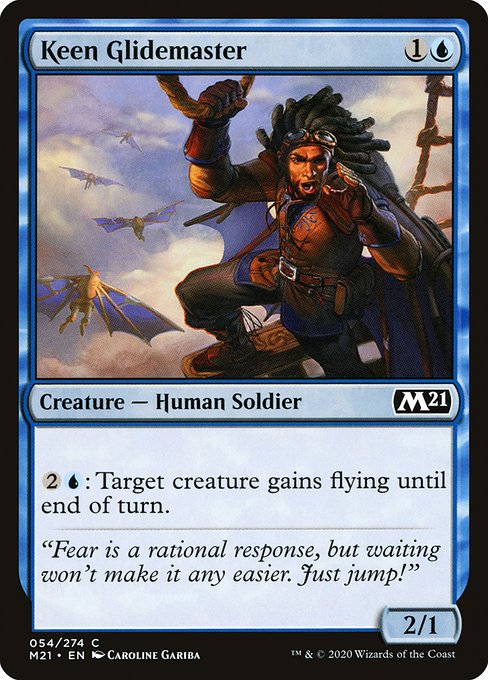 Keen Glidemaster 1
Creature — Human Soldier M21
2 : Target creature gains flying until
end of turn.
“Fear is a rational response, but waiting
won’t make it any easier. Just jump!”
2/1
054/274 C
M21 • EN Caroline Gariba ™ & © 2020 Wizards of the Coast